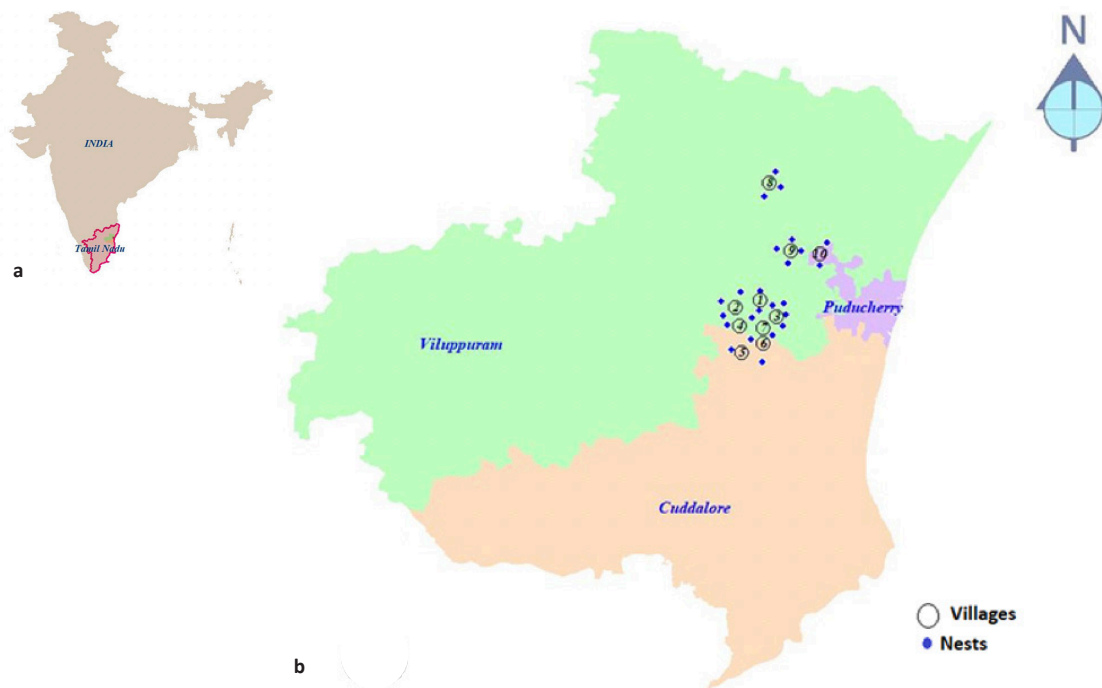 INDIA
Tamil Nadu
a
N
8
9
10
1
2
3
4
7
6
5
Puducherry
Viluppuram
Cuddalore
Villages
Nests
b